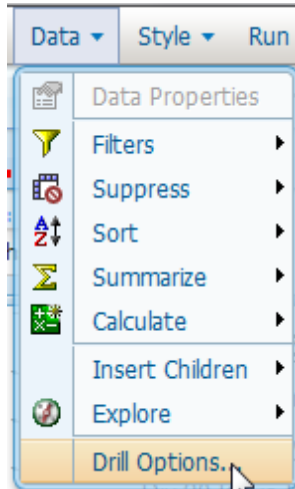 Data Style Run
Data Properties
Filters
Suppress
Sort
Summarize
Calculate
Insert Children
Explore
Drill Options...